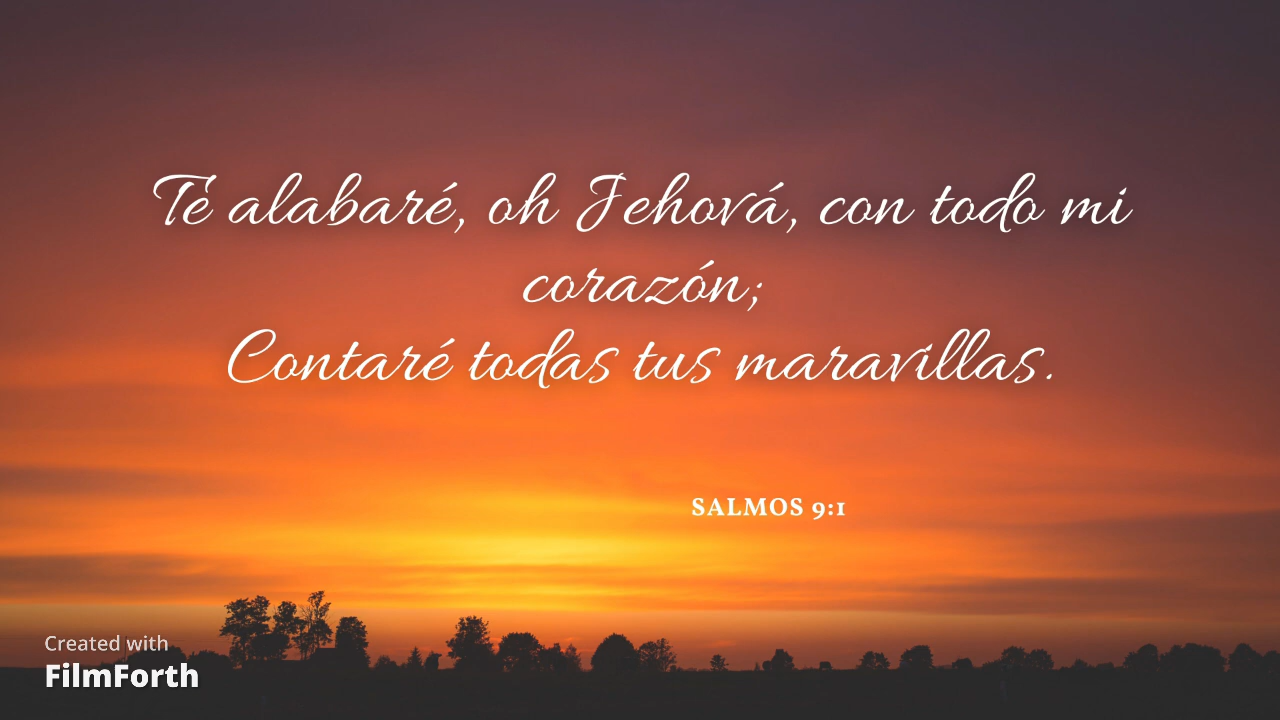 Te alabaré, oh Jehová, con todo mi
corazón;
Contaré todas tus maravillas.
SALMOS 9:1
Created with
FilmForth